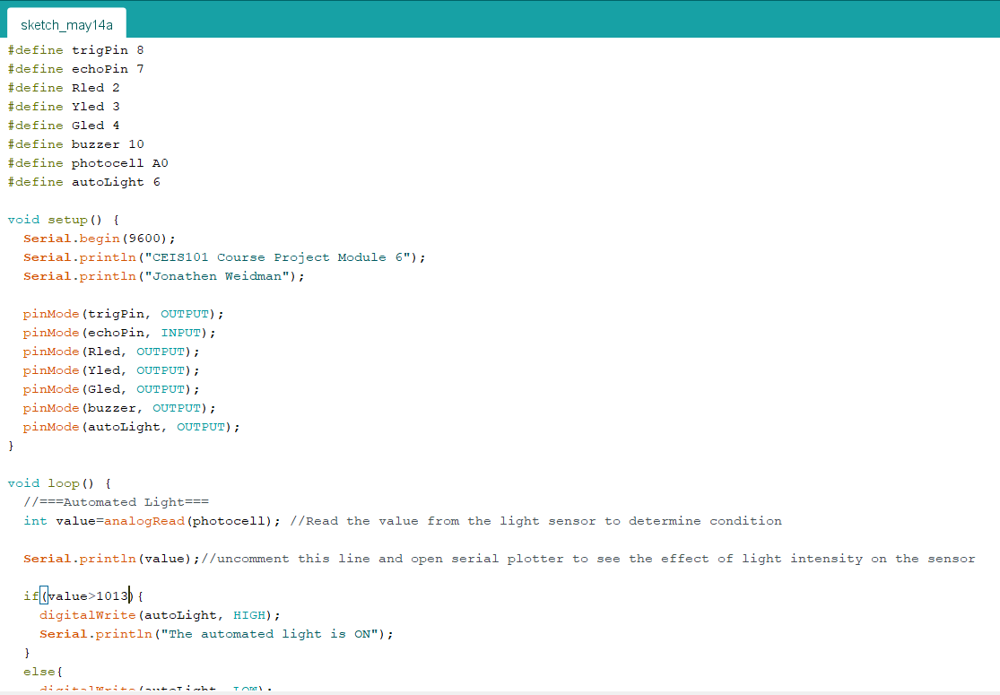 sketch_may14a
#define trigPin 8
#define echoPin 7
#define Rled 2
#define Yled 3
#define Gled 4
#define buzzer 10
#define photocell A0
#define autoLight 6
void setup() {
Serial.begin(9600);
Serial.println("CEIS101 Course Project Module 6");
Serial.println("Jonathen Weidman");
pinMode(trigPin, OUTPUT);
pinMode(echoPin, INPUT);
pinMode(Rled, OUTPUT);
pinMode(Yled, OUTPUT);
pinMode(Gled, OUTPUT);
pinMode(buzzer, OUTPUT);
pinMode(autoLight, OUTPUT);
}
void loop() {
//===Automated Light===
int value=analogRead(photocell); //Read the value from the light sensor to determine condition
Serial.println(value);//uncomment this line and open serial plotter to see the effect of light intensity on the sensor
if(value>1013){
digitalWrite(autoLight, HIGH);
Serial.println("The automated light is ON");
}
else{
digitalWrite(autoLight, LOW);